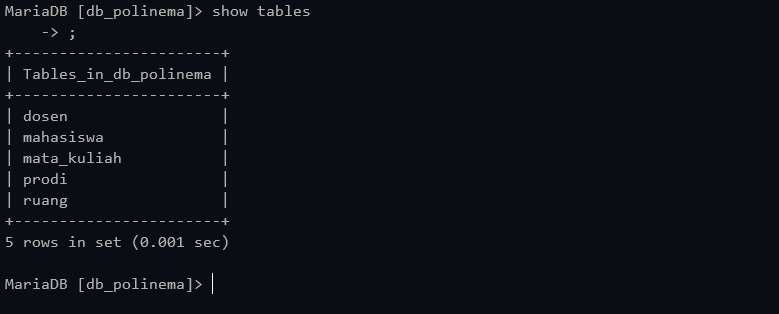 MariaDB [db_polinema]> show tables
    -> ;
+-----------------------+
| Tables_in_db_polinema |
+-----------------------+
| dosen                 |
| mahasiswa             |
| mata_kuliah           |
| prodi                 |
| ruang                 |
+-----------------------+
5 rows in set (0.001 sec)
MariaDB [db_polinema]>